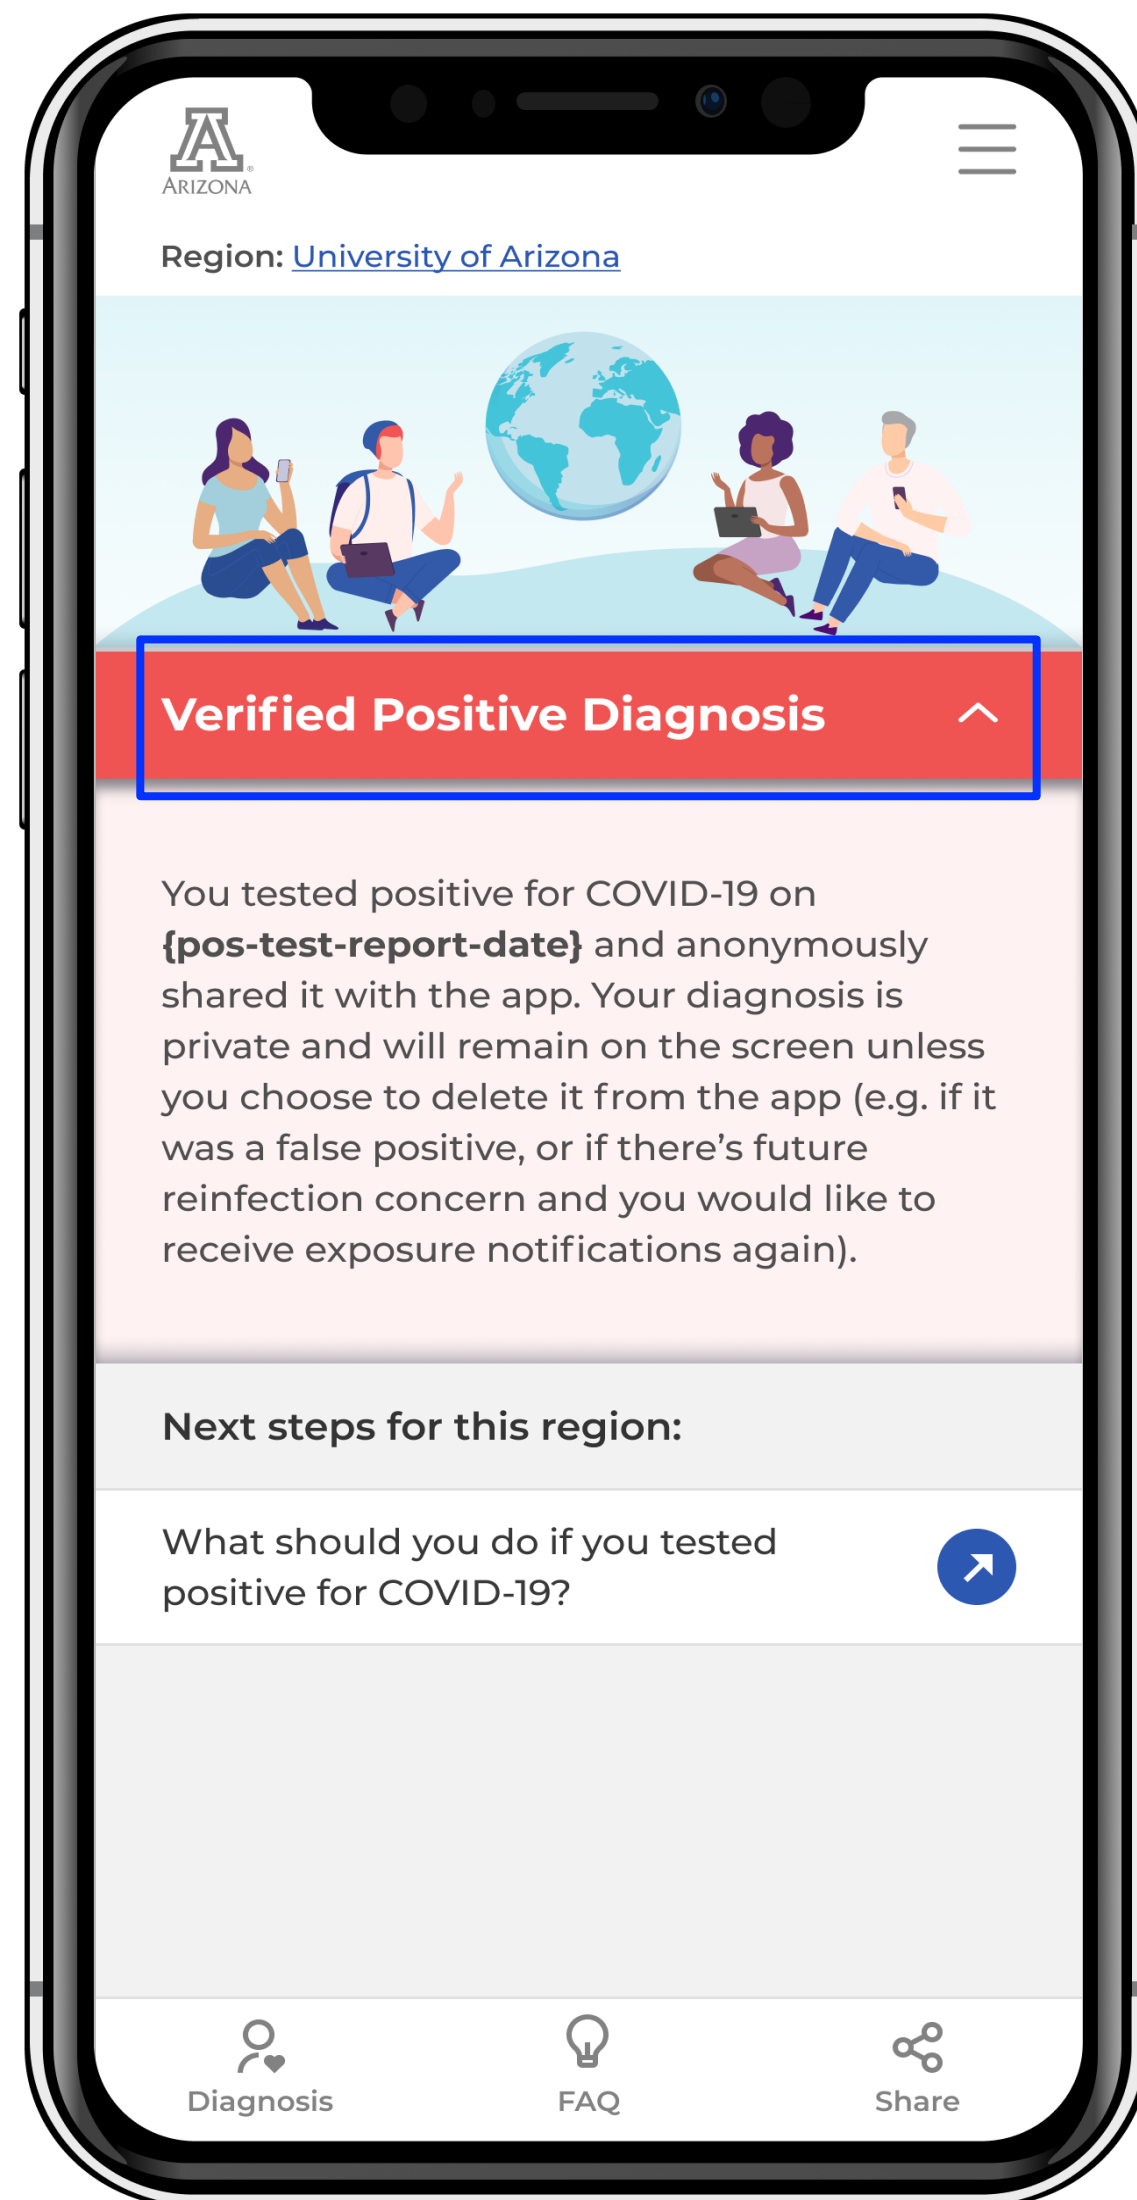 ARIZONA
Region: University of Arizona
Verified Positive Diagnosis
You tested positive for COVID-19 on
{pos-test-report-date} and anonymously
shared it with the app. Your diagnosis is
private and will remain on the screen unless
you choose to delete it from the app (e.g. if it
was a false positive, or if there’s future
reinfection concern and you would like to
receive exposure notifications again).
Next steps for this region:
What should you do if you tested
positive for COVID-19?
Diagnosis
FAQ
Share